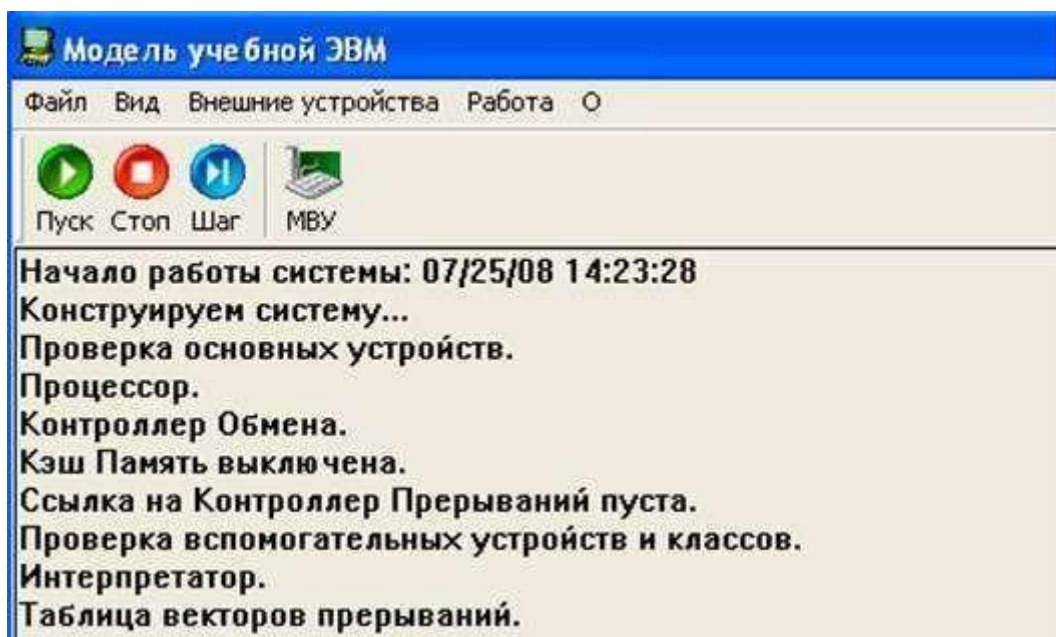 Модель учебной ЭВМ
Файл Вид Внешние устройства Работа О
Пуск Стоп Шаг МВУ
Начало работы системы: 07/25/08 14:23:28
Конструируем систему...
Проверка основных устройств.
Процессор.
Контроллер Обмена.
Кэш Память выключена.
Ссылка на Контроллер Прерываний пуста.
Проверка вспомогательных устройств и классов.
Интерпретатор.
Таблица векторов прерываний.